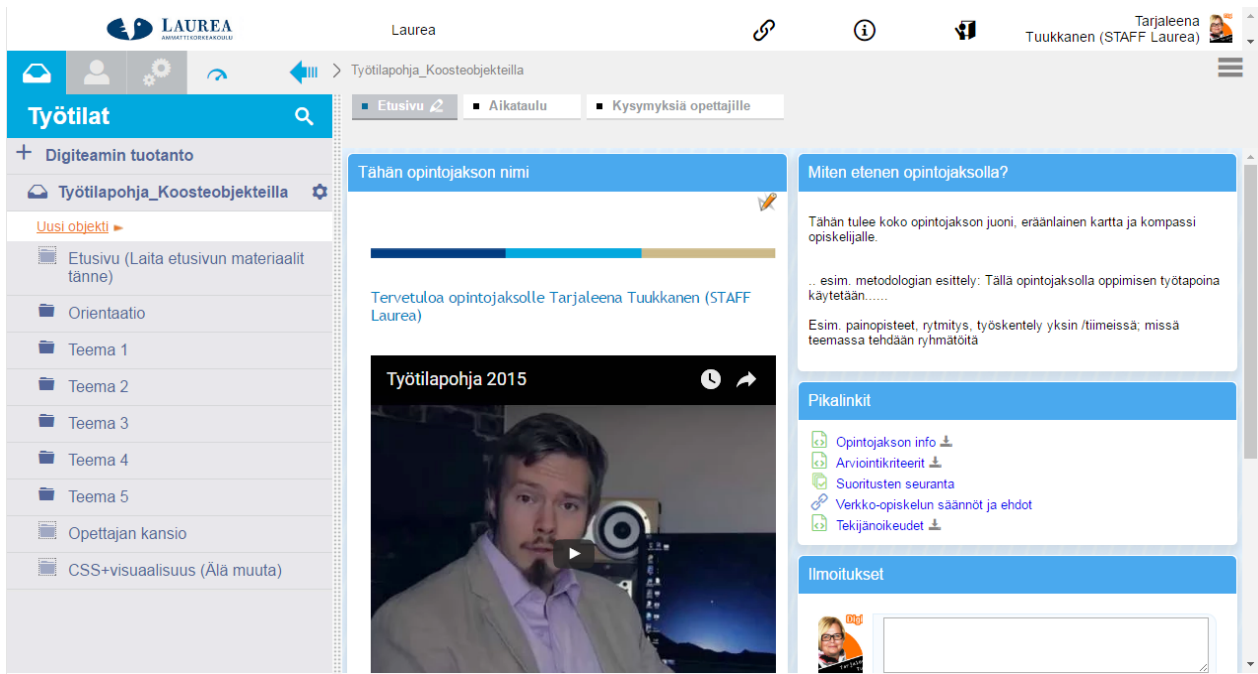 LAUREA
AMMATTIKORKEAKOULU
Laurea
Tarjaleena
Tuukkanen (STAFF Laurea)
Työtilapohja_Koosteobjekteilla
Etusivu
Aikataulu
Kysymyksiä opettajille
Työtilat
Digiteamin tuotanto
Työtilapohja_Koosteobjekteilla
Uusi objekti
Etusivu (Laita etusivun materiaalit
tänne)
Orientaatio
Teema 1
Teema 2
Teema 3
Teema 4
Teema 5
Opettajan kansio
CSS+visuaalisuus (Älä muuta)
Tähän opintojakson nimi
Tervetuloa opintojaksolle Tarjaleena Tuukkanen (STAFF
Laurea)
Työtilapohja 2015
Miten etenen opintojaksolla?
Tähän tulee koko opintojakson juoni, eräänlainen kartta ja kompassi
opiskelijalle.
.. esim. metodologian esittely: Tällä opintojaksolla oppimisen työtapoina
käytetään......
Esim. painopisteet, rytmitys, työskentely yksin /tiimeissä; missä
teemassa tehdään ryhmätöitä
Pikalinkit
Opintojakson info
Arviointikriteerit
Suoritusten seuranta
Verkko-opiskelun säännöt ja ehdot
Tekijänoikeudet
Ilmoitukset
Digi